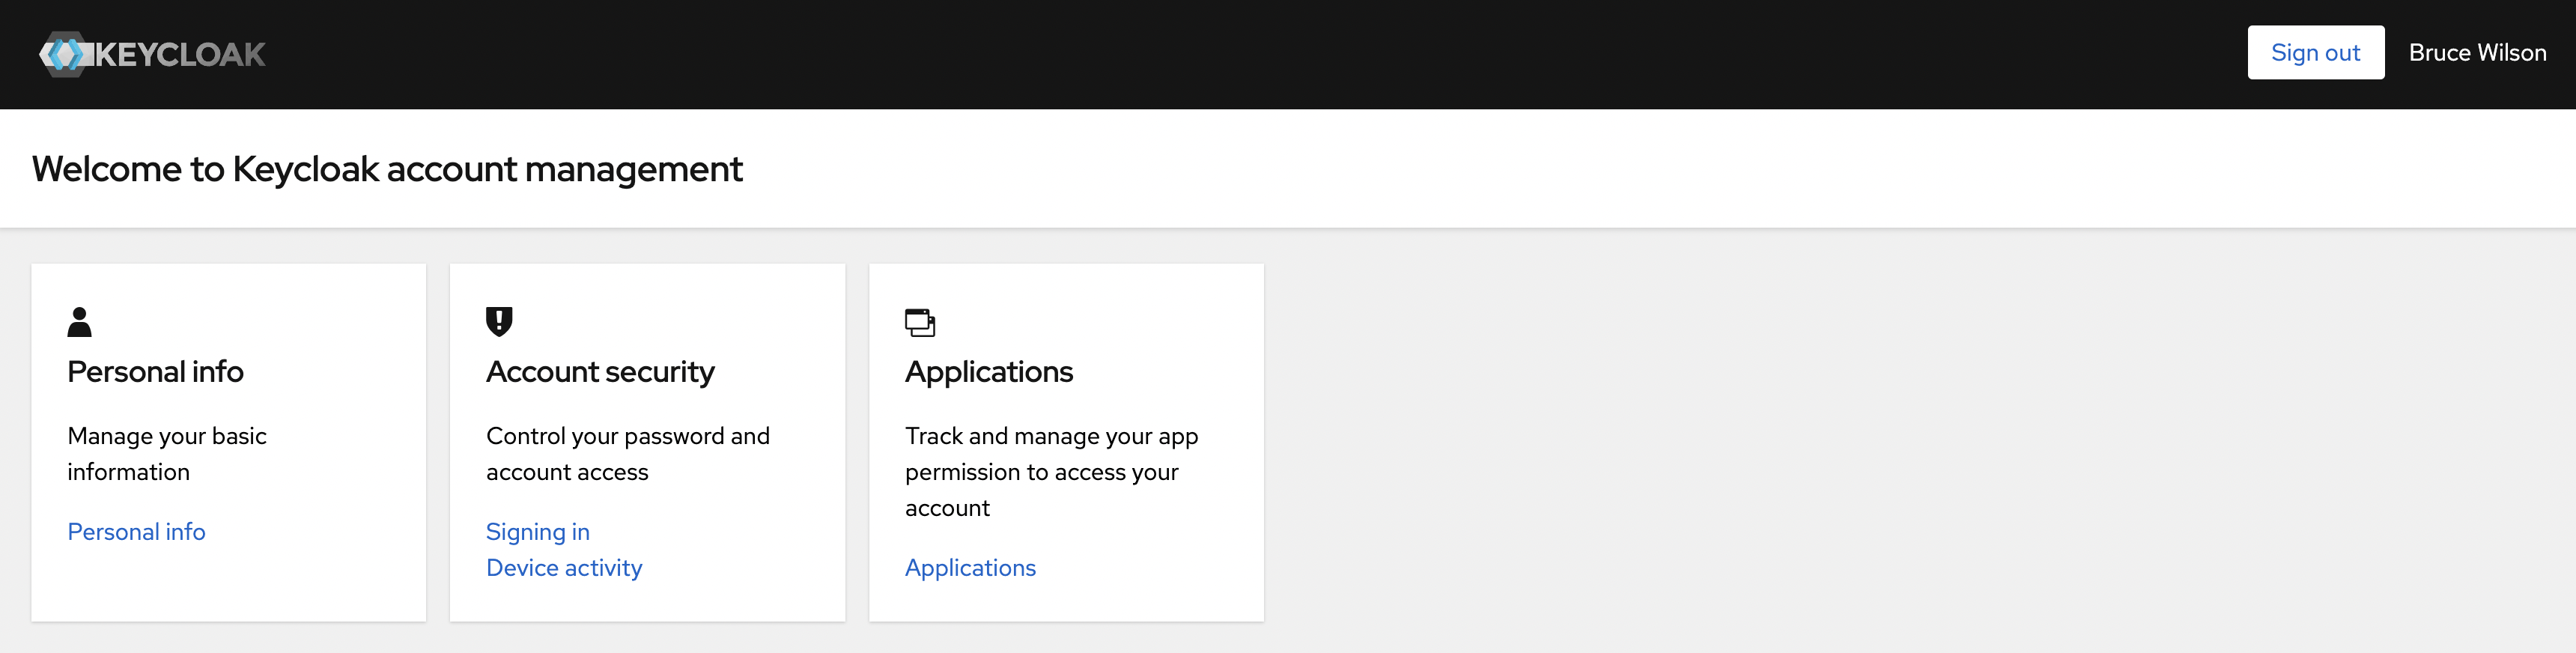 KEYCLOAK
Sign out
Bruce Wilson
Welcome to Keycloak account management
Personal info
Manage your basic
information
Personal info
Account security
Control your password and
account access
Signing in
Device activity
Applications
Track and manage your app
permission to access your
account
Applications